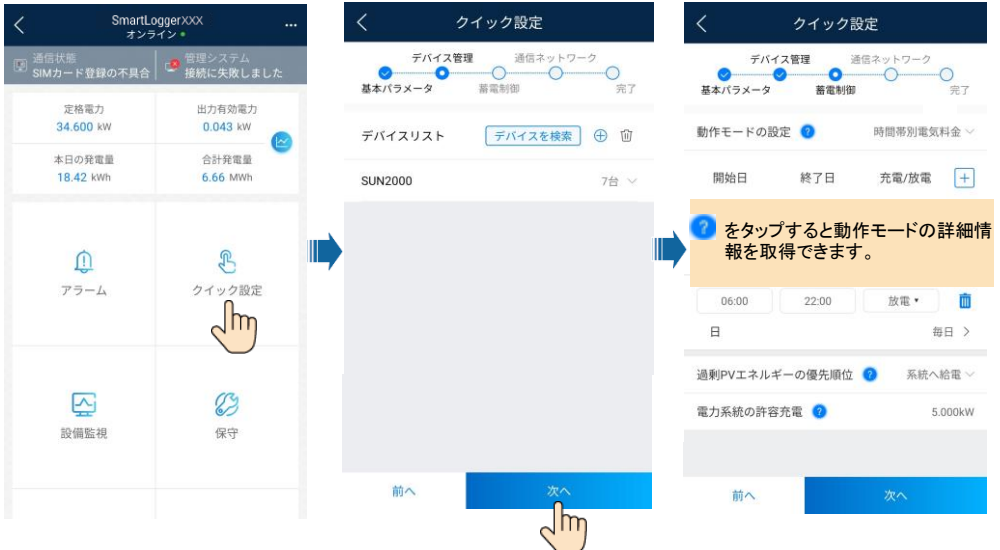 SmartLoggerXXX
オンライン
通信状態
SIMカード登録の不具合
管理システム
接続に失敗しました
定格電力
34.600 kW
出力有効電力
0.043 kW
本日の発電量
18.42 kWh
合計発電量
6.66 MWh
アラーム
クイック設定
設備監視
保守
クイック設定
デバイス管理
通信ネットワーク
基本パラメータ
蓄電制御
完了
デバイスリスト
デバイスを検索
SUN2000
7台
前へ
次へ
クイック設定
デバイス管理
通信ネットワーク
基本パラメータ
蓄電制御
完了
動作モードの設定 ?
時間帯別電気料金
開始日
終了日
充電/放電
? をタップすると動作モードの詳細情
報を取得できます。
06:00
22:00
放電
日
毎日
過剰PVエネルギーの優先順位 ?
系統へ給電
電力系統の許容充電 ?
5.000kW
前へ
次へ